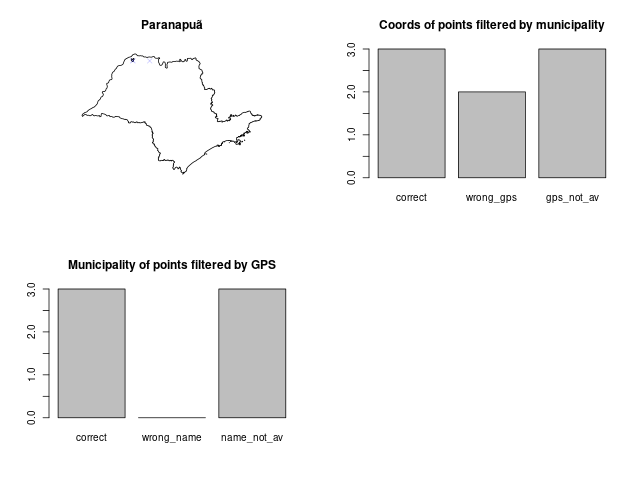 Paranapuã
Coords of points filtered by municipality
3.0
2.0
1.0
0.0
correct wrong_gps gps_not_av
Municipality of points filtered by GPS
3.0
2.0
1.0
0.0
correct wrong_name name_not_av